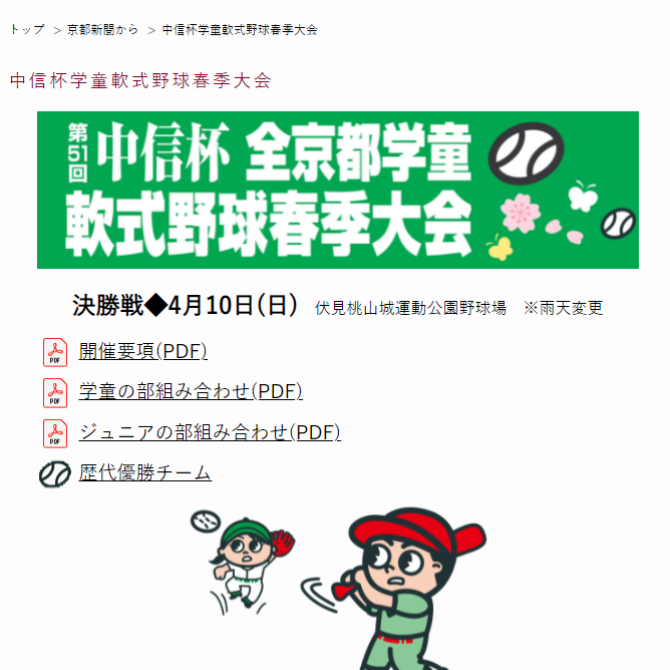 トップ > 京都新聞から > 中信杯学童軟式野球春季大会
中信杯学童軟式野球春季大会
第51回 中信杯 全京都学童
軟式野球春季大会
決勝戦◆4月10日(日) 伏見桃山城運動公園野球場 ※雨天変更
PDF 開催要項(PDF)
PDF 学童の部組み合わせ(PDF)
PDF ジュニアの部組み合わせ(PDF)
歴代優勝チーム